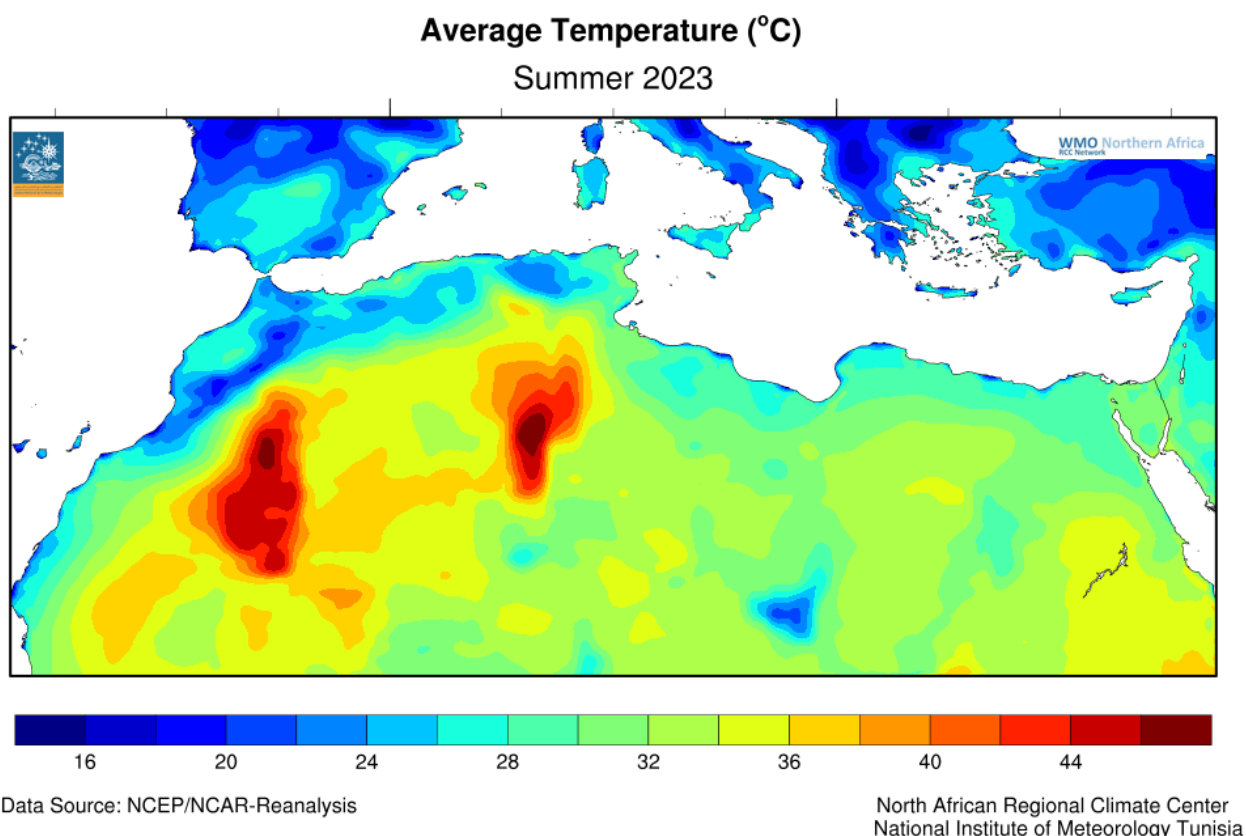 Average Temperature (°C)
Summer 2023
WMO Northern Africa
RCC Network
16 20 24 28 32 36 40 44
Data Source: NCEP/NCAR-Reanalysis
North African Regional Climate Center
National Institute of Meteorology Tunisia